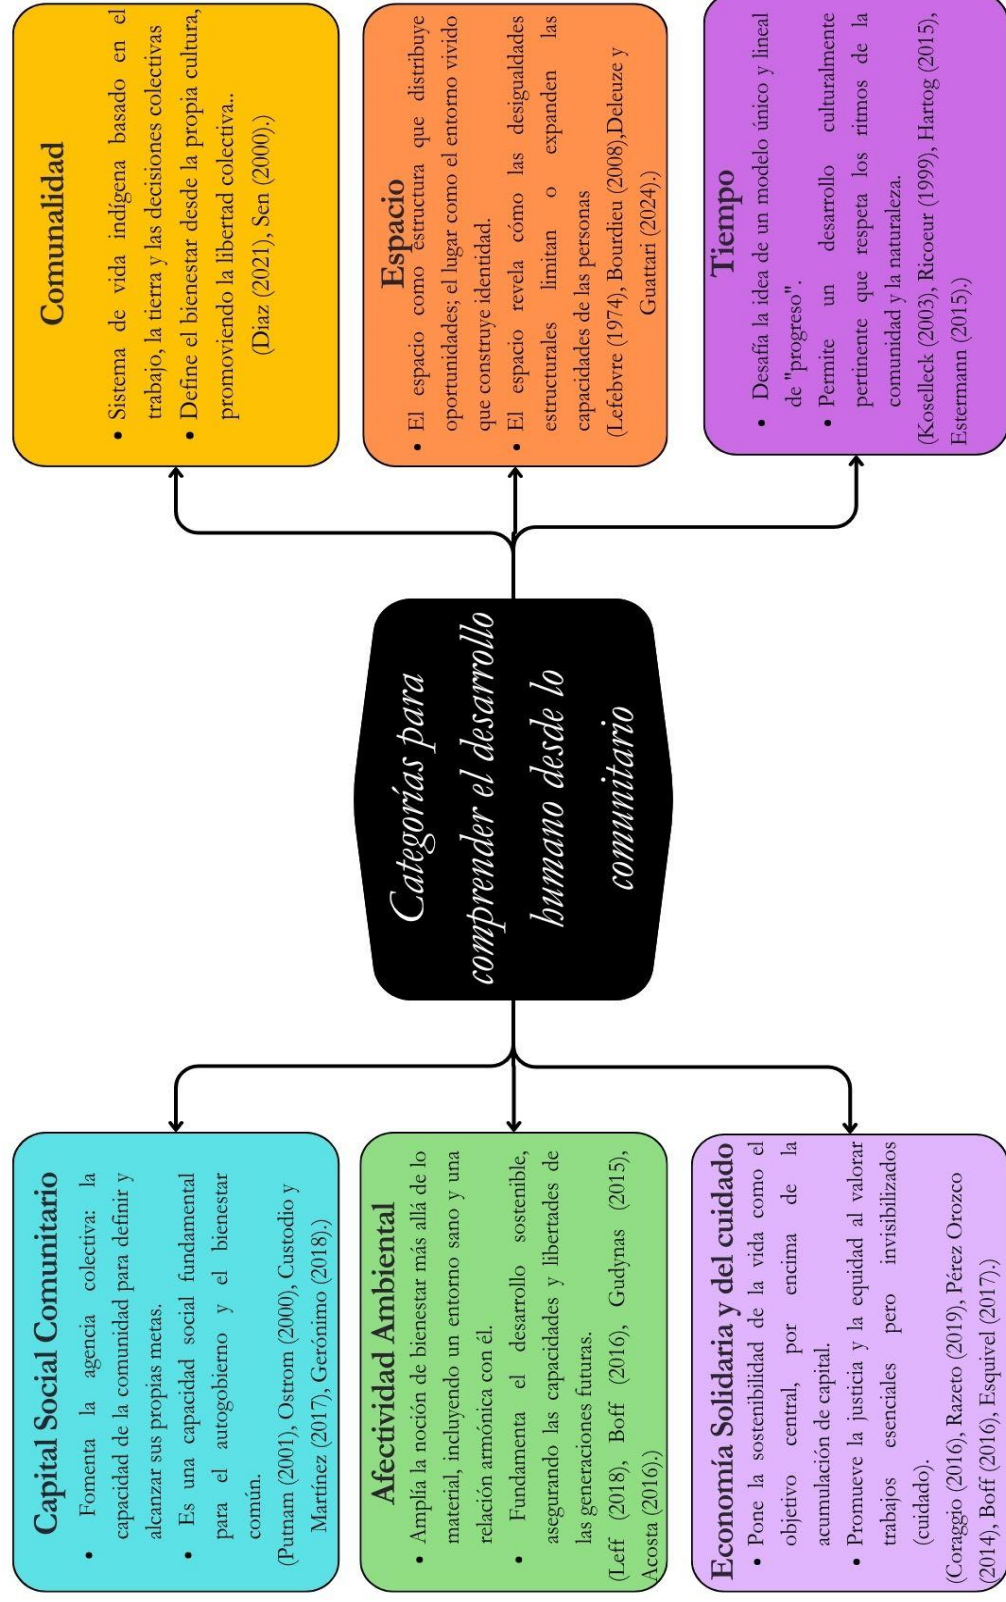 Capital Social Comunitario
• Fomenta la agencia colectiva: la
capacidad de la comunidad para definir y
alcanzar sus propias metas.
• Es una capacidad social fundamental
para el autogobierno y el bienestar
común.
(Putnam (2001), Ostrom (2000), Custodio y
Martínez (2017), Gerónimo (2018).)
Afectividad Ambiental
• Amplía la noción de bienestar más allá de lo
material, incluyendo un entorno sano y una
relación armónica con él.
• Fundamenta el desarrollo sostenible,
asegurando las capacidades y libertades de
las generaciones futuras.
(Leff (2018), Boff (2016), Gudynas (2015),
Acosta (2016).)
Economía Solidaria y del cuidado
• Pone la sostenibilidad de la vida como el
objetivo central, por encima de la
acumulación de capital.
• Promueve la justicia y la equidad al valorar
trabajos esenciales pero invisibilizados
(cuidado).
(Coraggio (2016), Razeto (2019), Pérez Orozco
(2014), Boff (2016), Esquivel (2017).)
Categorías para
comprender el desarrollo
humano desde lo
comunitario
Comunalidad
• Sistema de vida indígena basado en el
trabajo, la tierra y las decisiones colectivas
• Define el bienestar desde la propia cultura,
promoviendo la libertad colectiva..
(Diaz (2021), Sen (2000).)
Espacio
• El espacio como estructura que distribuye
oportunidades; el lugar como el entorno vivido
que construye identidad.
• El espacio revela cómo las desigualdades
estructurales limitan o expanden las
capacidades de las personas
(Lefebvre (1974), Bourdieu (2008),Deleuze y
Guattari (2024).)
Tiempo
• Desafía la idea de un modelo único y lineal
de "progreso".
• Permite un desarrollo culturalmente
pertinente que respeta los ritmos de la
comunidad y la naturaleza.
(Koselleck (2003), Ricoeur (1999), Hartog (2015),
Estermann (2015).)